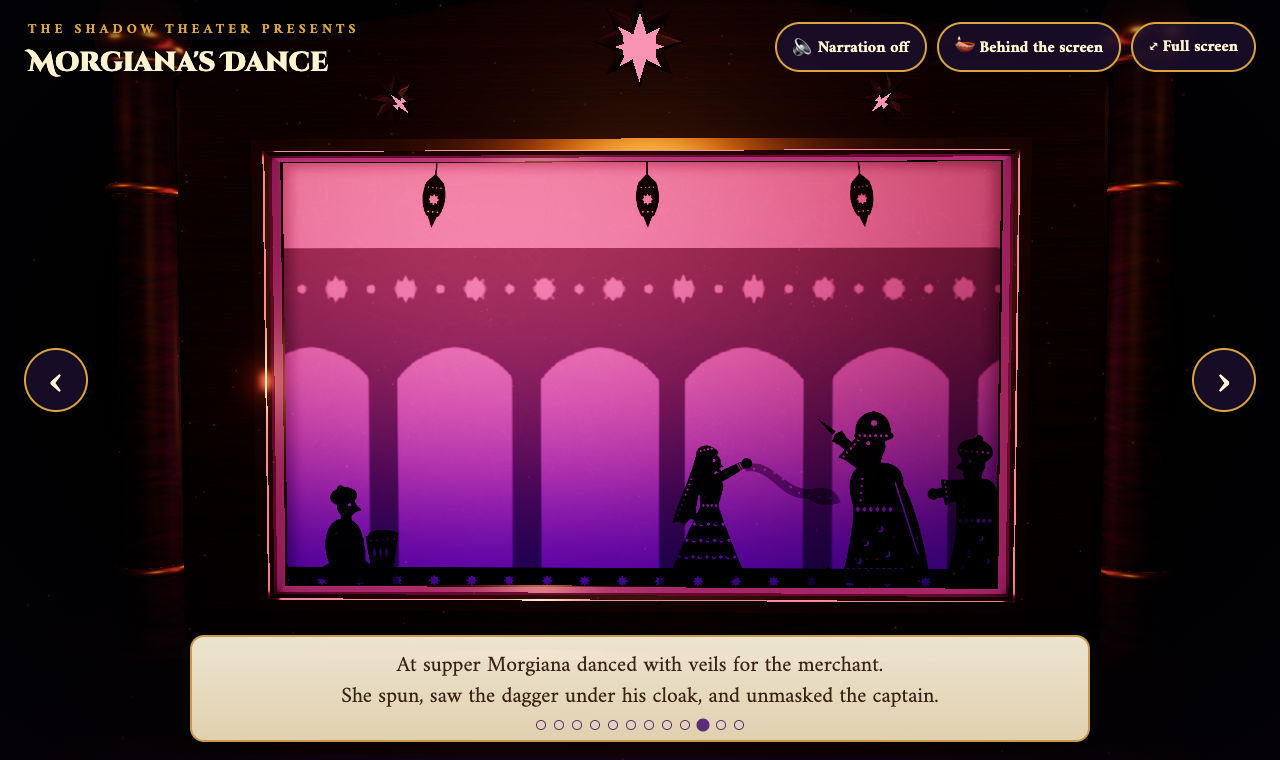 THE SHADOW THEATER PRESENTS
MORGIANA'S DANCE
Narration off
Behind the screen
Full screen
At supper Morgiana danced with veils for the merchant.
She spun, saw the dagger under his cloak, and unmasked the captain.